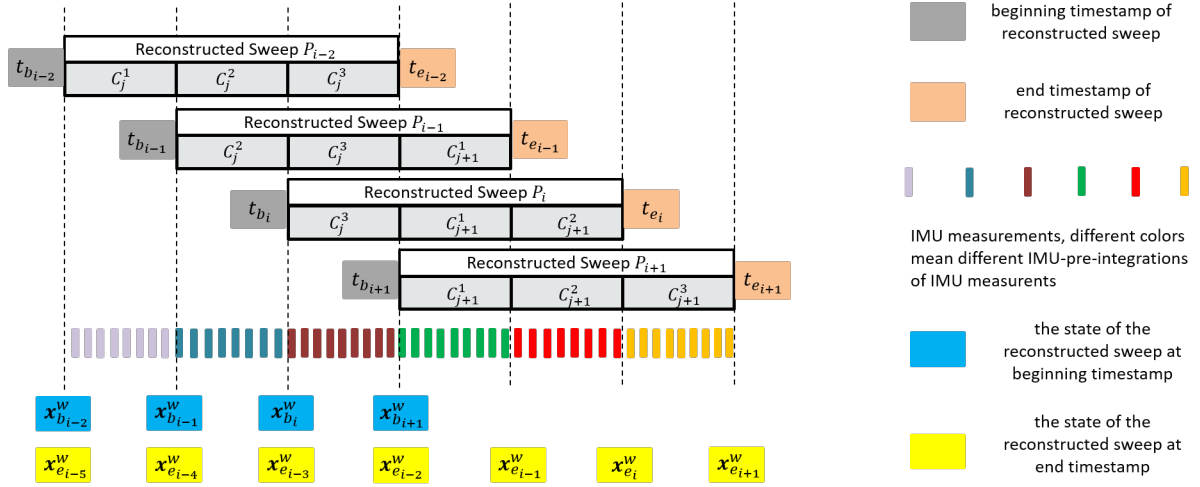 Reconstructed Sweep P_{i-2}
t_{b_{i-2}} C_j^1 C_j^2 C_j^3 t_{e_{i-2}}
Reconstructed Sweep P_{i-1}
t_{b_{i-1}} C_j^2 C_j^3 C_{j+1}^1 t_{e_{i-1}}
Reconstructed Sweep P_i
t_{b_i} C_j^3 C_{j+1}^1 C_{j+1}^2 t_{e_i}
Reconstructed Sweep P_{i+1}
t_{b_{i+1}} C_{j+1}^1 C_{j+1}^2 C_{j+1}^3 t_{e_{i+1}}
x_{b_{i-2}}^w x_{b_{i-1}}^w x_{b_i}^w x_{b_{i+1}}^w
x_{e_{i-5}}^w x_{e_{i-4}}^w x_{e_{i-3}}^w x_{e_{i-2}}^w x_{e_{i-1}}^w x_{e_i}^w x_{e_{i+1}}^w
beginning timestamp of
reconstructed sweep
end timestamp of
reconstructed sweep
IMU measurements, different colors
mean different IMU-pre-integrations
of IMU measurents
the state of the
reconstructed sweep at
beginning timestamp
the state of the
reconstructed sweep at
end timestamp